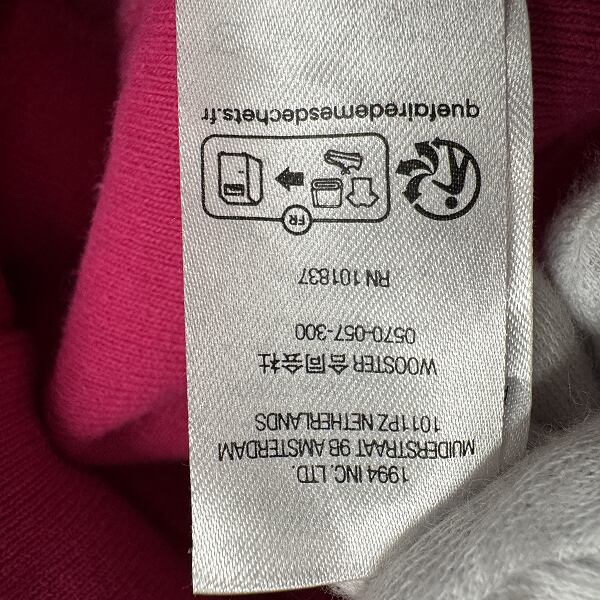 1994 INC. LTD.
MUIDERSTRAAT 9B AMSTERDAM
1011PZ NETHERLANDS
WOOSTER 合同会社
0570-057-300
RN 101837
FR
quefairedemesdechets.fr